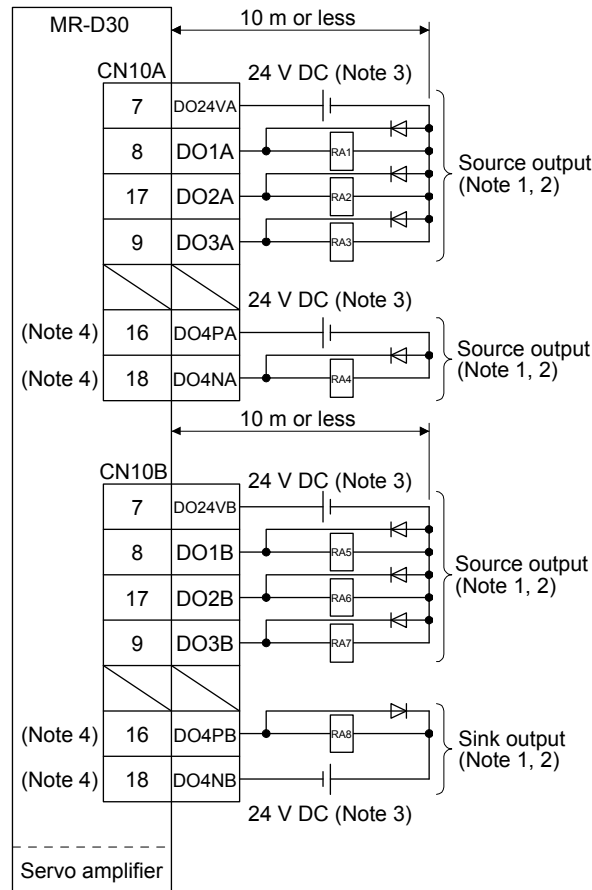 MR-D30
10 m or less
CN10A
24 V DC (Note 3)
7 DO24VA
8 DO1A RA1
17 DO2A RA2
9 DO3A RA3
Source output
(Note 1, 2)
24 V DC (Note 3)
(Note 4) 16 DO4PA
(Note 4) 18 DO4NA RA4
Source output
(Note 1, 2)
10 m or less
CN10B
24 V DC (Note 3)
7 DO24VB
8 DO1B RA5
17 DO2B RA6
9 DO3B RA7
Source output
(Note 1, 2)
(Note 4) 16 DO4PB RA8
(Note 4) 18 DO4NB
Sink output
(Note 1, 2)
24 V DC (Note 3)
Servo amplifier